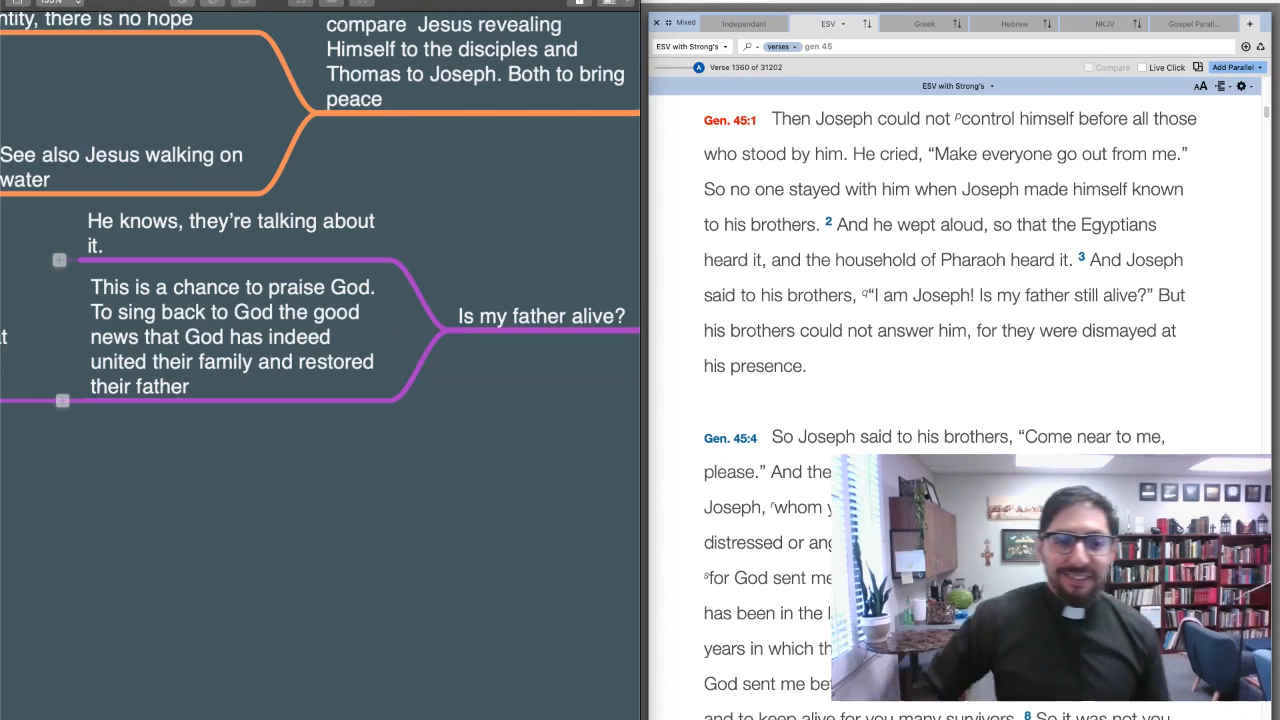 entity, there is no hope
compare  Jesus revealing
Himself to the disciples and
Thomas to Joseph. Both to bring
peace
See also Jesus walking on
water
He knows, they're talking about
it.
This is a chance to praise God.
To sing back to God the good
news that God has indeed
united their family and restored
their father
Is my father alive?
Mixed
Independant
ESV
Greek
Hebrew
NKJV
Gospel Parall...
+
ESV with Strong's
Verses
gen 45
A
Verse 1360 of 31202
Compare
Live Click
Add Parallel
ESV with Strong's
AA
Gen. 45:1 Then Joseph could not pcontrol himself before all those
who stood by him. He cried, “Make everyone go out from me.”
So no one stayed with him when Joseph made himself known
to his brothers. 2 And he wept aloud, so that the Egyptians
heard it, and the household of Pharaoh heard it. 3 And Joseph
said to his brothers, q“I am Joseph! Is my father still alive?” But
his brothers could not answer him, for they were dismayed at
his presence.
Gen. 45:4 So Joseph said to his brothers, “Come near to me,
please.” And the
Joseph, rwhom y
distressed or ang
sfor God sent me
has been in the l
years in which th
God sent me bef
and to keep alive for you many survivors. 8 So it was not you